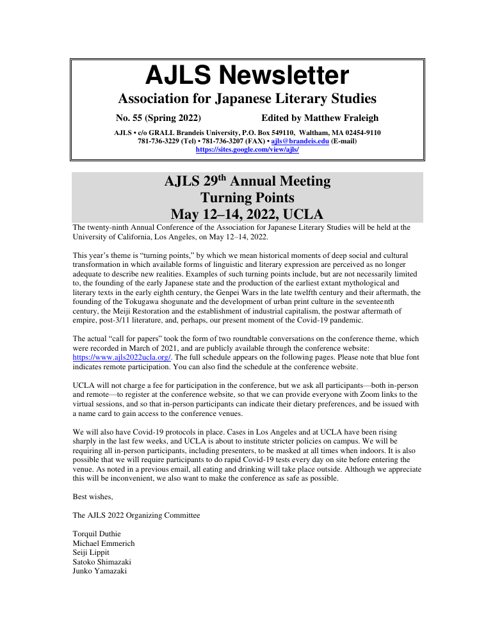 AJLS Newsletter
Association for Japanese Literary Studies
No. 55 (Spring 2022) Edited by Matthew Fraleigh
AJLS • c/o GRALL Brandeis University, P.O. Box 549110, Waltham, MA 02454-9110
781-736-3229 (Tel) • 781-736-3207 (FAX) • ajls@brandeis.edu (E-mail)
https://sites.google.com/view/ajls/
AJLS 29th Annual Meeting
Turning Points
May 12–14, 2022, UCLA
The twenty-ninth Annual Conference of the Association for Japanese Literary Studies will be held at the
University of California, Los Angeles, on May 12–14, 2022.
This year's theme is "turning points," by which we mean historical moments of deep social and cultural
transformation in which available forms of linguistic and literary expression are perceived as no longer
adequate to describe new realities. Examples of such turning points include, but are not necessarily limited
to, the founding of the early Japanese state and the production of the earliest extant mythological and
literary texts in the early eighth century, the Genpei Wars in the late twelfth century and their aftermath, the
founding of the Tokugawa shogunate and the development of urban print culture in the seventeenth
century, the Meiji Restoration and the establishment of industrial capitalism, the postwar aftermath of
empire, post-3/11 literature, and, perhaps, our present moment of the Covid-19 pandemic.
The actual "call for papers" took the form of two roundtable conversations on the conference theme, which
were recorded in March of 2021, and are publicly available through the conference website:
https://www.ajls2022ucla.org/. The full schedule appears on the following pages. Please note that blue font
indicates remote participation. You can also find the schedule at the conference website.
UCLA will not charge a fee for participation in the conference, but we ask all participants—both in-person
and remote—to register at the conference website, so that we can provide everyone with Zoom links to the
virtual sessions, and so that in-person participants can indicate their dietary preferences, and be issued with
a name card to gain access to the conference venues.
We will also have Covid-19 protocols in place. Cases in Los Angeles and at UCLA have been rising
sharply in the last few weeks, and UCLA is about to institute stricter policies on campus. We will be
requiring all in-person participants, including presenters, to be masked at all times when indoors. It is also
possible that we will require participants to do rapid Covid-19 tests every day on site before entering the
venue. As noted in a previous email, all eating and drinking will take place outside. Although we appreciate
this will be inconvenient, we also want to make the conference as safe as possible.
Best wishes,
The AJLS 2022 Organizing Committee
Torquil Duthie
Michael Emmerich
Seiji Lippit
Satoko Shimazaki
Junko Yamazaki